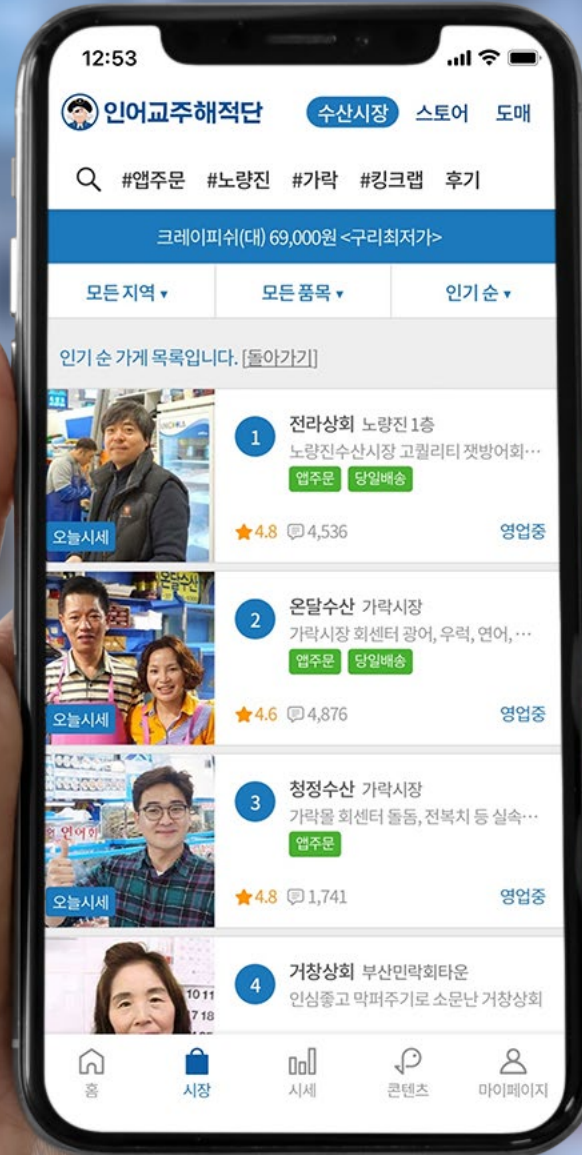 12:53
인어교주해적단 수산시장 스토어 도매
#앱주문 #노량진 #가락 #킹크랩 후기
크레이피쉬(대) 69,000원 <구리최저가>
모든 지역 ▾ 모든 품목 ▾ 인기 순 ▾
인기 순 가게 목록입니다. [돌아가기]
1 전라상회 노량진 1층
노량진수산시장 고퀄리티 잿방어회…
앱주문 당일배송
오늘시세 ★4.8 4,536 영업중
온달수산
2 온달수산 가락시장
가락시장 회센터 광어, 우럭, 연어, …
앱주문 당일배송
오늘시세 ★4.6 4,876 영업중
3 청정수산 가락시장
가락몰 회센터 돌돔, 전복치 등 실속…
앱주문
오늘시세 ★4.8 1,741 영업중
4 거창상회 부산민락회타운
인심좋고 막퍼주기로 소문난 거창상회
10 11
17 18
홈 시장 시세 콘텐츠 마이페이지